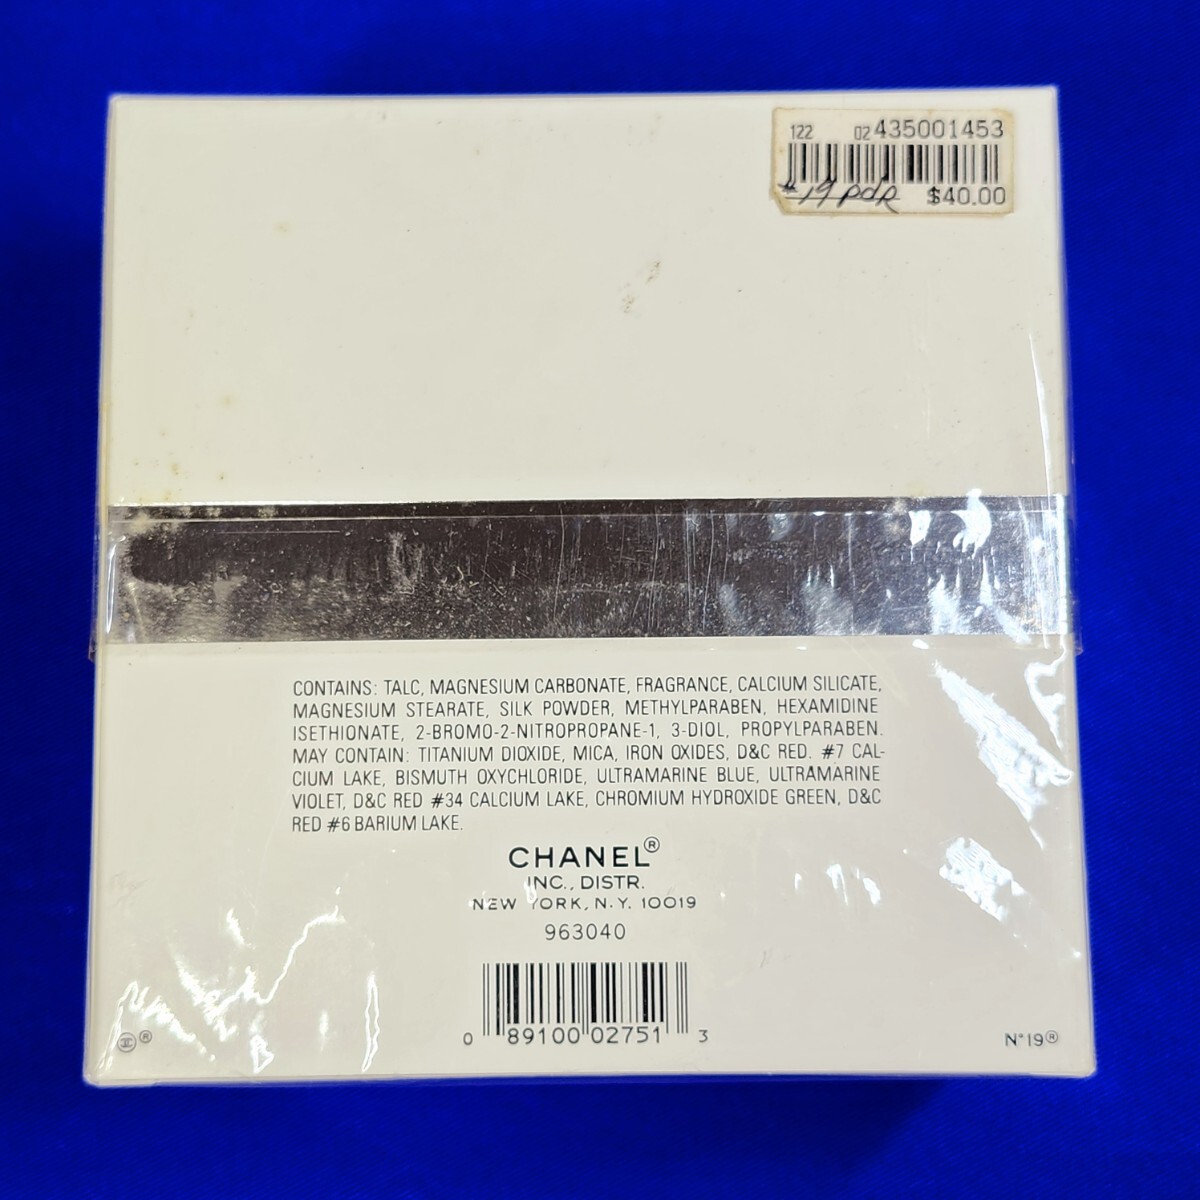 122 02 435001453
#19 PdR $40.00
CONTAINS: TALC, MAGNESIUM CARBONATE, FRAGRANCE, CALCIUM SILICATE,
MAGNESIUM STEARATE, SILK POWDER, METHYLPARABEN, HEXAMIDINE
ISETHIONATE, 2-BROMO-2-NITROPROPANE-1, 3-DIOL, PROPYLPARABEN.
MAY CONTAIN: TITANIUM DIOXIDE, MICA, IRON OXIDES, D&C RED. #7 CAL-
CIUM LAKE, BISMUTH OXYCHLORIDE, ULTRAMARINE BLUE, ULTRAMARINE
VIOLET, D&C RED #34 CALCIUM LAKE, CHROMIUM HYDROXIDE GREEN, D&C
RED #6 BARIUM LAKE.
CHANEL®
INC., DISTR.
NEW YORK, N.Y. 10019
963040
0 89100 02751 3
®
N°19®